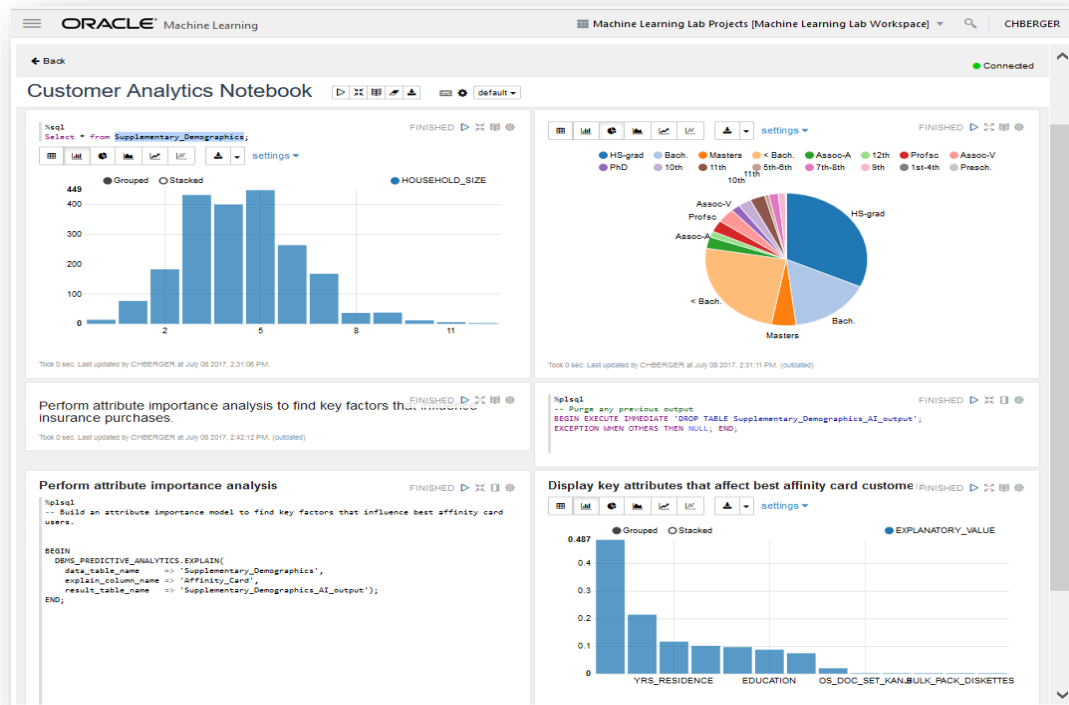 ORACLE® Machine Learning
Machine Learning Lab Projects [Machine Learning Lab Workspace]
CHBERGER
Back
Connected
Customer Analytics Notebook
default
%sql
Select * from Supplementary_Demographics;
FINISHED
settings
Grouped Stacked
HOUSEHOLD_SIZE
449
400
300
200
100
0
2 5 8 11
Took 0 sec. Last updated by CHBERGER at July 08 2017, 2:31:06 PM.
FINISHED
settings
HS-grad Bach. Masters < Bach. Assoc-A 12th Profsc Assoc-V
PhD 10th 11th 5th-6th 7th-8th 9th 1st-4th Presch.
11th
10th
Assoc-V
Profsc
Assoc-A
HS-grad
< Bach.
Bach.
Masters
Took 0 sec. Last updated by CHBERGER at July 08 2017, 2:31:11 PM. (outdated)
FINISHED
Perform attribute importance analysis to find key factors that influence
insurance purchases.
Took 0 sec. Last updated by CHBERGER at July 08 2017, 2:42:12 PM. (outdated)
%plsql
FINISHED
-- Purge any previous output
BEGIN EXECUTE IMMEDIATE 'DROP TABLE Supplementary_Demographics_AI_output';
EXCEPTION WHEN OTHERS THEN NULL; END;
Perform attribute importance analysis
FINISHED
%plsql
-- Build an attribute importance model to find key factors that influence best affinity card
users.
BEGIN
DBMS_PREDICTIVE_ANALYTICS.EXPLAIN(
data_table_name => 'Supplementary_Demographics',
explain_column_name => 'Affinity_Card',
result_table_name => 'Supplementary_Demographics_AI_output');
END;
Display key attributes that affect best affinity card custome
FINISHED
settings
Grouped Stacked
EXPLANATORY_VALUE
0.487
0.4
0.3
0.2
0.1
0
YRS_RESIDENCE EDUCATION OS_DOC_SET_KANJI BULK_PACK_DISKETTES